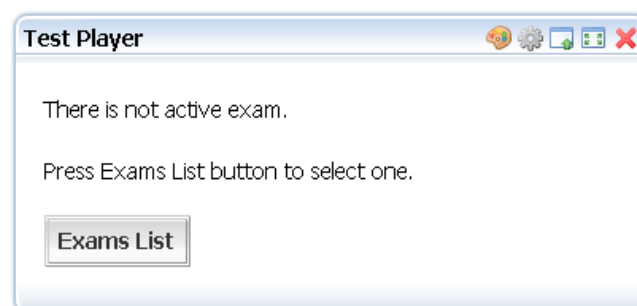 Test Player
There is not active exam.
Press Exams List button to select one.
Exams List